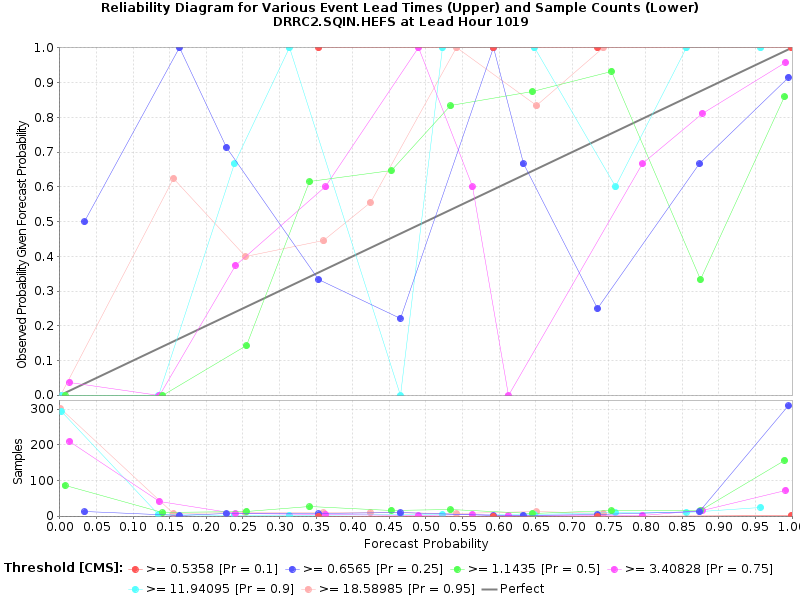 Reliability Diagram for Various Event Lead Times (Upper) and Sample Counts (Lower)
DRRC2.SQIN.HEFS at Lead Hour 1019
Observed Probability Given Forecast Probability
1.0
0.9
0.8
0.7
0.6
0.5
0.4
0.3
0.2
0.1
0.0
Samples
300
200
100
0
0.00 0.05 0.10 0.15 0.20 0.25 0.30 0.35 0.40 0.45 0.50 0.55 0.60 0.65 0.70 0.75 0.80 0.85 0.90 0.95 1.0
Forecast Probability
Threshold [CMS]: >= 0.5358 [Pr = 0.1] >= 0.6565 [Pr = 0.25] >= 1.1435 [Pr = 0.5] >= 3.40828 [Pr = 0.75]
>= 11.94095 [Pr = 0.9] >= 18.58985 [Pr = 0.95] Perfect